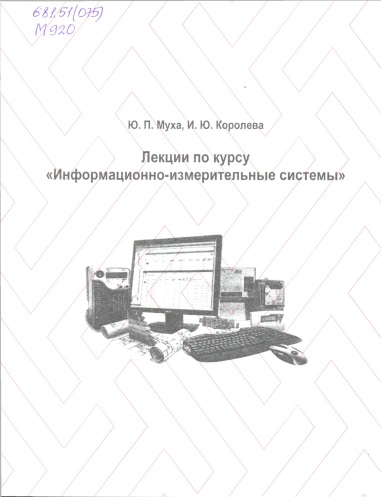 681.51(075)
М920
Ю. П. Муха, И. Ю. Королева
Лекции по курсу
«Информационно-измерительные системы»